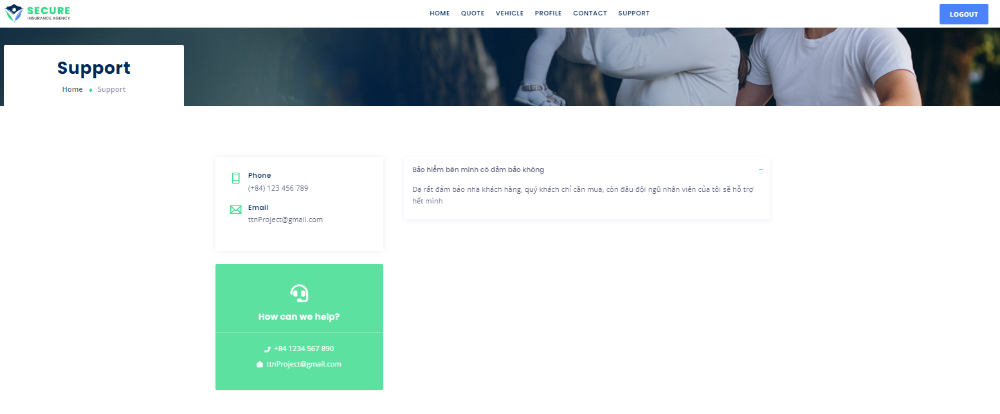 SECURE
INSURANCE AGENCY
HOME QUOTE VEHICLE PROFILE CONTACT SUPPORT
LOGOUT
Support
Home Support
Phone
(+84) 123 456 789
Email
ttnProject@gmail.com
Bảo hiểm bên mình có đảm bảo không
Dạ rất đảm bảo nha khách hàng, quý khách chỉ cần mua, còn đâu đội ngũ nhân viên của tôi sẽ hỗ trợ
hết mình
How can we help?
+84 1234 567 890
ttnProject@gmail.com